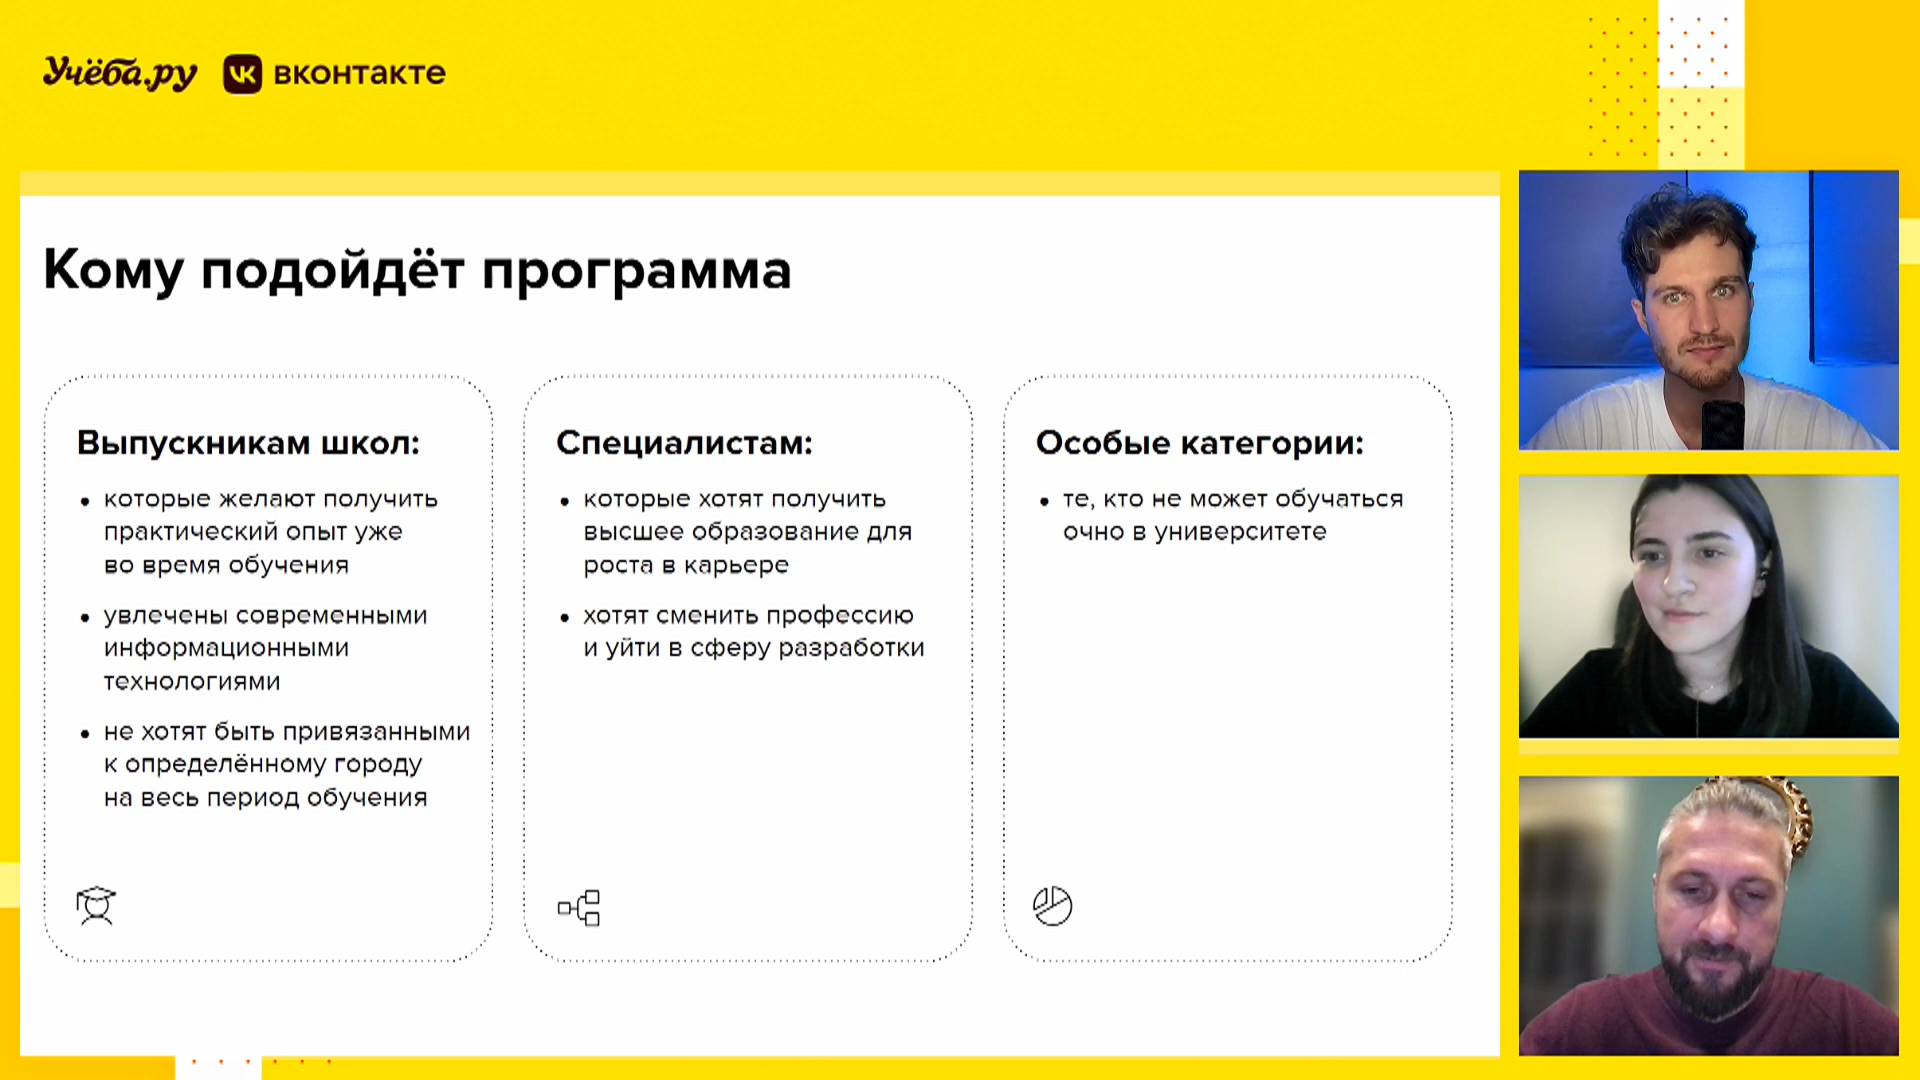 Учёба.ру вконтакте
Кому подойдёт программа
Выпускникам школ:
• которые желают получить
практический опыт уже
во время обучения
• увлечены современными
информационными
технологиями
• не хотят быть привязанными
к определённому городу
на весь период обучения
Специалистам:
• которые хотят получить
высшее образование для
роста в карьере
• хотят сменить профессию
и уйти в сферу разработки
Особые категории:
• те, кто не может обучаться
очно в университете